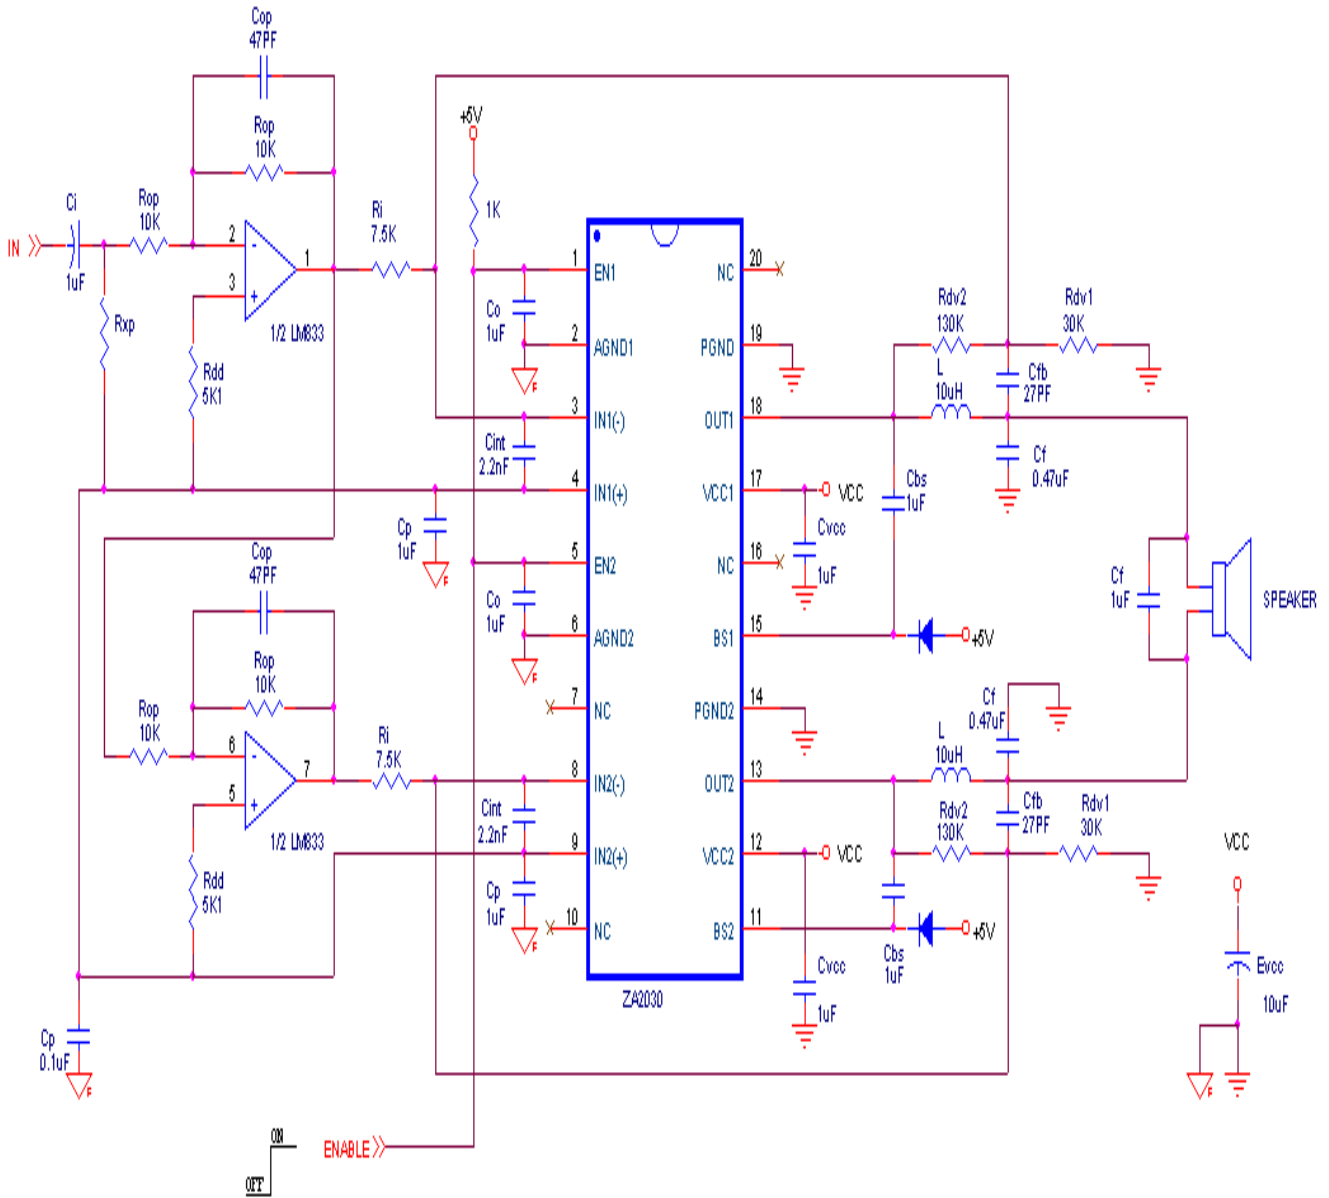 Cop
47PF
Rop
10K
+5V
Ci
1uF
IN
Rop
10K
2
-
3
+
1
1/2 LM833
Rxp
Rdd
5K1
Ri
7.5K
1K
Co
1uF
Cint
2.2nF
Cp
1uF
Co
1uF
1
EN1
2
AGND1
3
IN1(-)
4
IN1(+)
5
EN2
6
AGND2
7
NC
8
IN2(-)
9
IN2(+)
10
NC
20
NC
19
PGND
18
OUT1
17
VCC1
16
NC
15
BS1
14
PGND2
13
OUT2
12
VCC2
11
BS2
ZA2030
Rdv2
130K
Rdv1
30K
L
10uH
Cfb
27PF
Cf
0.47uF
Cbs
1uF
VCC
Cvcc
1uF
+5V
Cf
1uF
SPEAKER
Cf
0.47uF
L
10uH
Rdv2
130K
Cfb
27PF
Rdv1
30K
VCC
Cvcc
1uF
Cbs
1uF
+5V
VCC
Evcc
10uF
Cop
47PF
Rop
10K
Rop
10K
6
-
5
+
7
1/2 LM833
Ri
7.5K
Rdd
5K1
Cint
2.2nF
Cp
1uF
Cp
0.1uF
F
F
F
F
F
F
ON
OFF
ENABLE